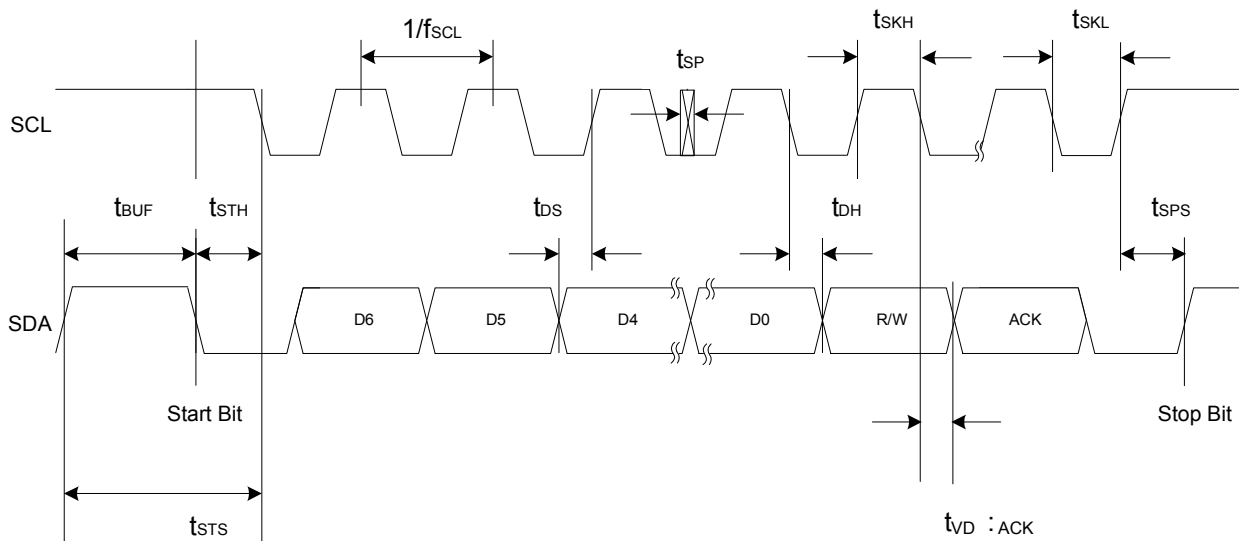 1/fSCL
tSP
tSKH
tSKL
SCL
tBUF
tSTH
tDS
tDH
tSPS
SDA
D6
D5
D4
D0
R/W
ACK
Start Bit
Stop Bit
tSTS
tVD : ACK